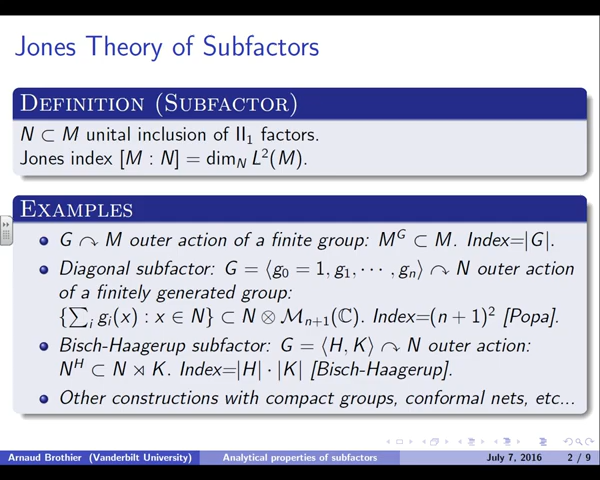 Jones Theory of Subfactors
DEFINITION (SUBFACTOR)
N ⊂ M unital inclusion of II₁ factors.
Jones index [M : N] = dim_N L²(M).
EXAMPLES
G ↷ M outer action of a finite group: M^G ⊂ M. Index=|G|.
Diagonal subfactor: G = ⟨g₀ = 1, g₁, ⋯ , gₙ⟩ ↷ N outer action
of a finitely generated group:
{∑ᵢ gᵢ(x) : x ∈ N} ⊂ N ⊗ ℳₙ₊₁(ℂ). Index=(n + 1)² [Popa].
Bisch-Haagerup subfactor: G = ⟨H, K⟩ ↷ N outer action:
N^H ⊂ N ⋊ K. Index=|H| · |K| [Bisch-Haagerup].
Other constructions with compact groups, conformal nets, etc...
Arnaud Brothier (Vanderbilt University) Analytical properties of subfactors July 7, 2016 2 / 9